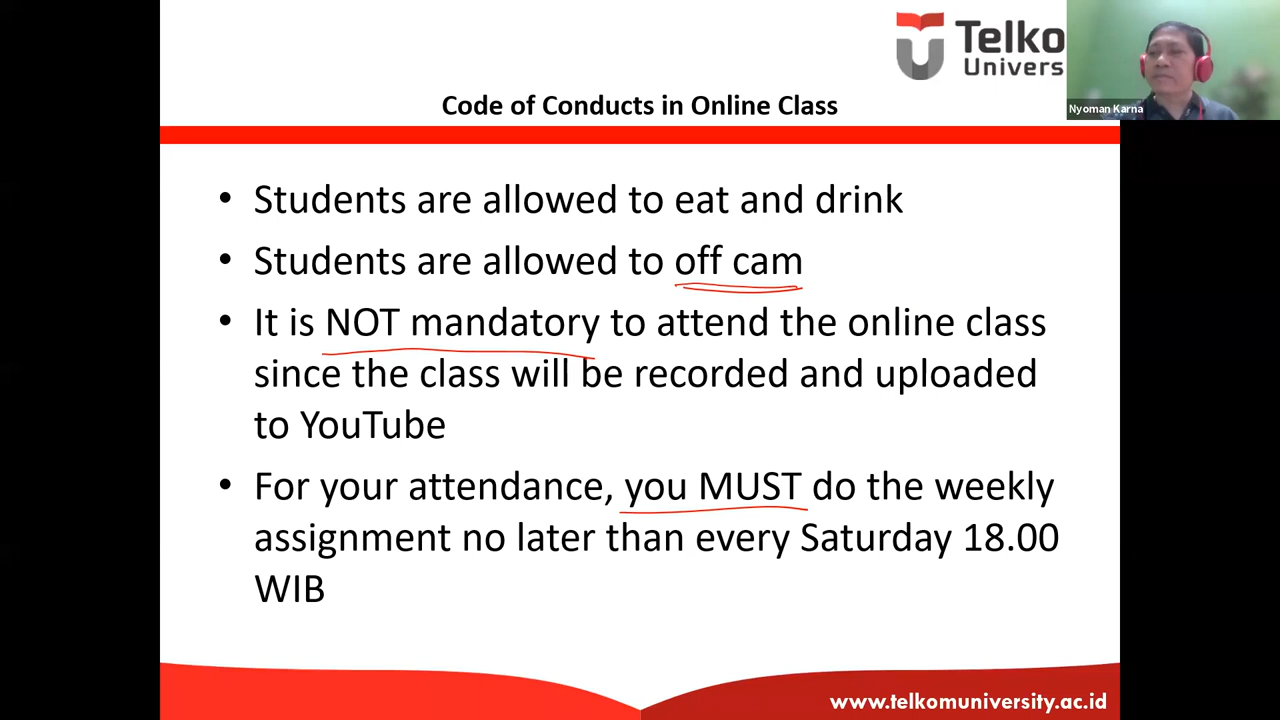 Telko
Univers
Nyoman Karna
Code of Conducts in Online Class
• Students are allowed to eat and drink
• Students are allowed to off cam
• It is NOT mandatory to attend the online class
since the class will be recorded and uploaded
to YouTube
• For your attendance, you MUST do the weekly
assignment no later than every Saturday 18.00
WIB
www.telkomuniversity.ac.id